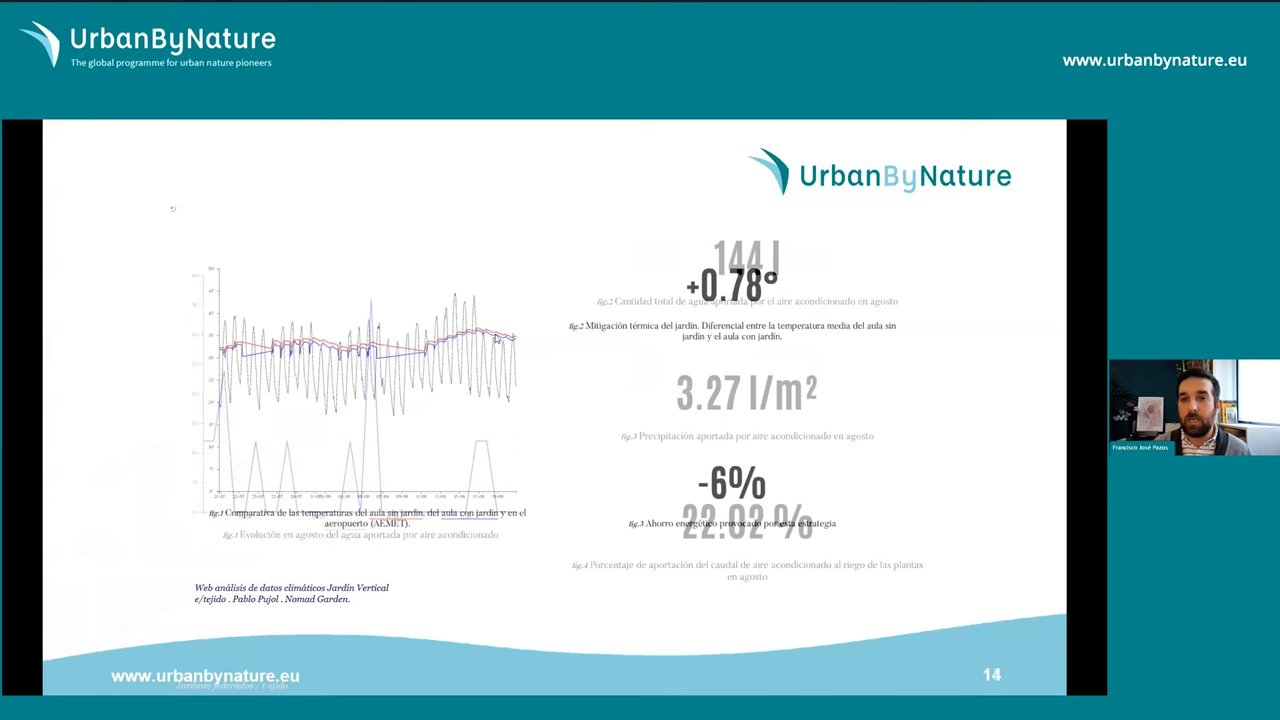 UrbanByNature
The global programme for urban nature pioneers
www.urbanbynature.eu
UrbanByNature
144 l
+0.78º
fig.2 Cantidad total de agua aportada por el aire acondicionado en agosto
fig.2 Mitigación térmica del jardín. Diferencial entre la temperatura media del aula sin
jardín y el aula con jardín.
3.27 l/m²
fig.3 Precipitación aportada por aire acondicionado en agosto
-6%
fig.3 Ahorro energético provocado por esta estrategia
22.02 %
fig.4 Porcentaje de aportación del caudal de aire acondicionado al riego de las plantas
en agosto
fig.1 Comparativa de las temperaturas del aula sin jardín, del aula con jardín y en el
aeropuerto (AEMET).
fig.1 Evolución en agosto del agua aportada por aire acondicionado
Web análisis de datos climáticos Jardín Vertical
e/tejido . Pablo Pujol . Nomad Garden.
www.urbanbynature.eu
Jardines federados / t-ejido
14
Francisco José Pazos